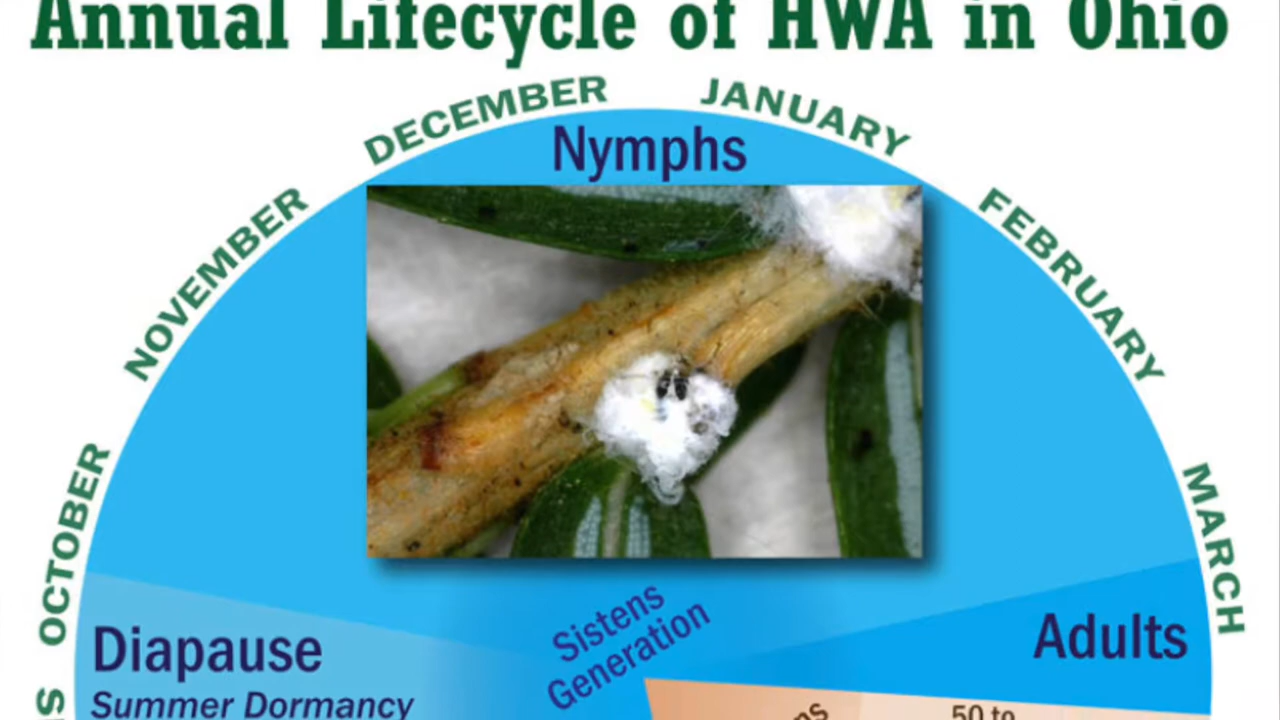 Annual Lifecycle of HWA in Ohio
DECEMBER
JANUARY
Nymphs
NOVEMBER
FEBRUARY
OCTOBER
MARCH
Sistens
Generation
Diapause
Summer Dormancy
Adults
50 to